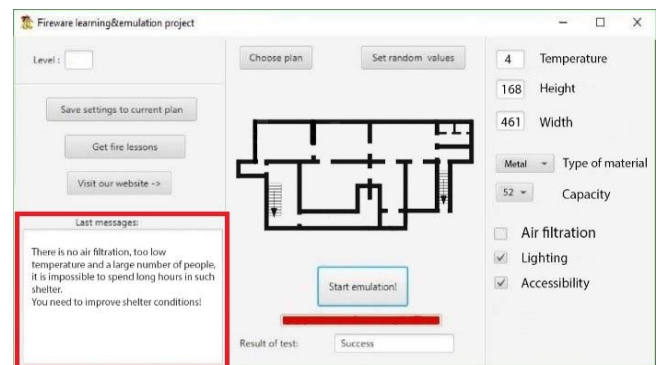 Fireware learning&emulation project
Level :
Choose plan
Set random values
4 Temperature
168 Height
461 Width
Save settings to current plan
Get fire lessons
Visit our website ->
Metal Type of material
52 Capacity
Last messages:
There is no air filtration, too low
temperature and a large number of people,
it is impossible to spend long hours in such
shelter.
You need to improve shelter conditions!
Air filtration
Lighting
Accessibility
Start emulation!
Result of test: Success